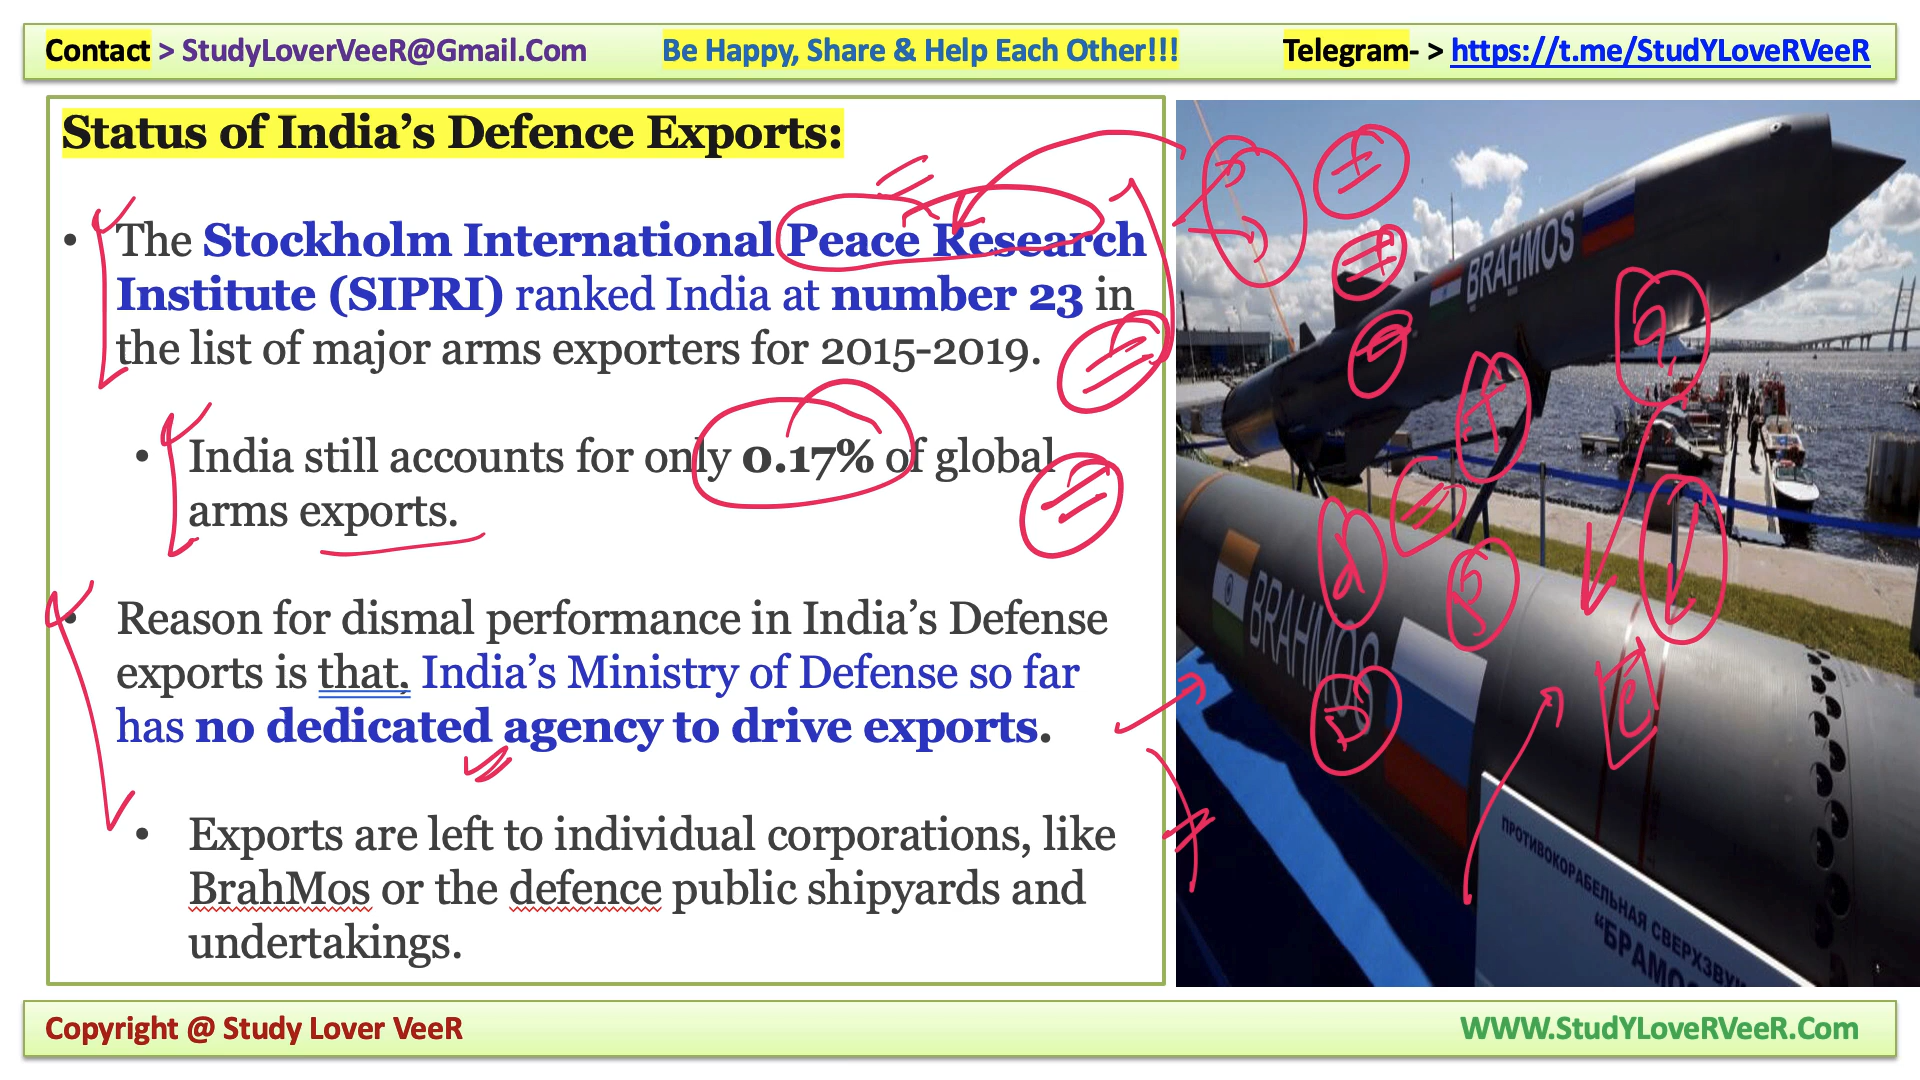 Contact > StudyLoverVeeR@Gmail.Com Be Happy, Share & Help Each Other!!! Telegram- > https://t.me/StudYLoveRVeeR
Status of India’s Defence Exports:
• The Stockholm International Peace Research
Institute (SIPRI) ranked India at number 23 in
the list of major arms exporters for 2015-2019.
• India still accounts for only 0.17% of global
arms exports.
• Reason for dismal performance in India’s Defense
exports is that, India’s Ministry of Defense so far
has no dedicated agency to drive exports.
• Exports are left to individual corporations, like
BrahMos or the defence public shipyards and
undertakings.
BRAHMOS
BRAHMOS
ПРОТИВОКОРАБЕЛЬНАЯ СВЕРХЗВУ
“БРАМО
Copyright @ Study Lover VeeR
WWW.StudYLoveRVeeR.Com